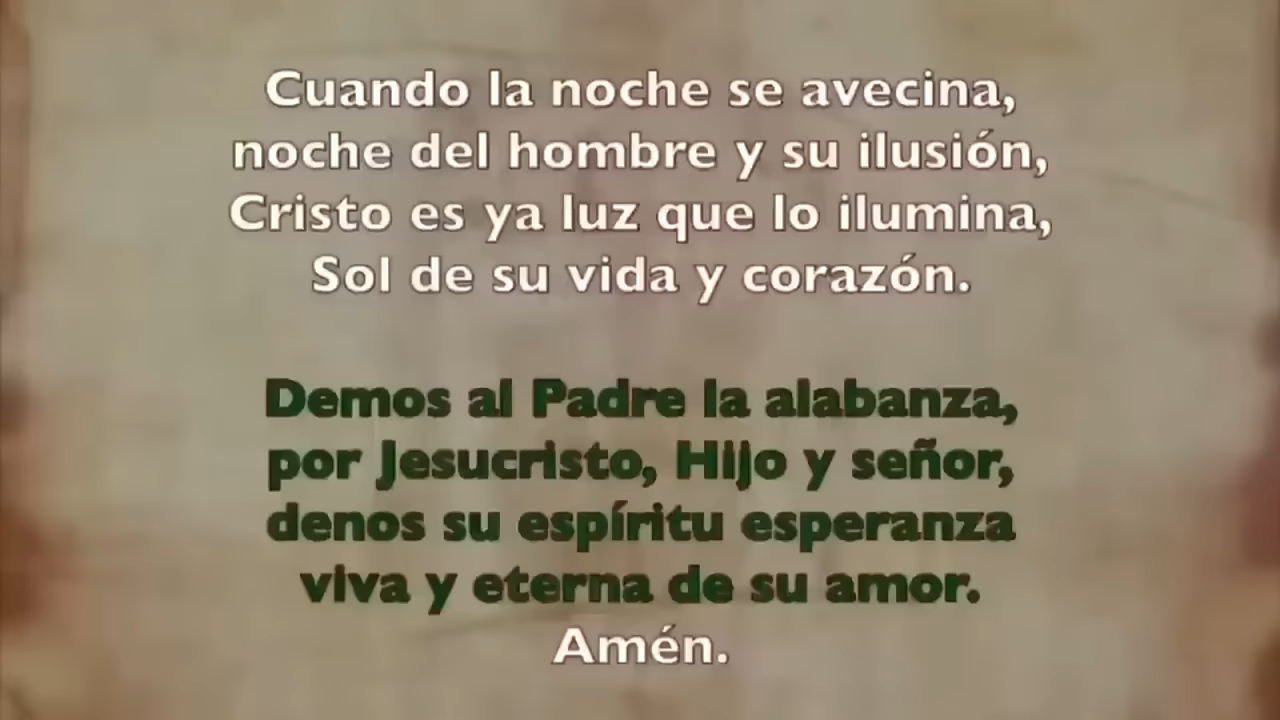 Cuando la noche se avecina,
noche del hombre y su ilusión,
Cristo es ya luz que lo ilumina,
Sol de su vida y corazón.
Demos al Padre la alabanza,
por Jesucristo, Hijo y señor,
denos su espíritu esperanza
viva y eterna de su amor.
Amén.